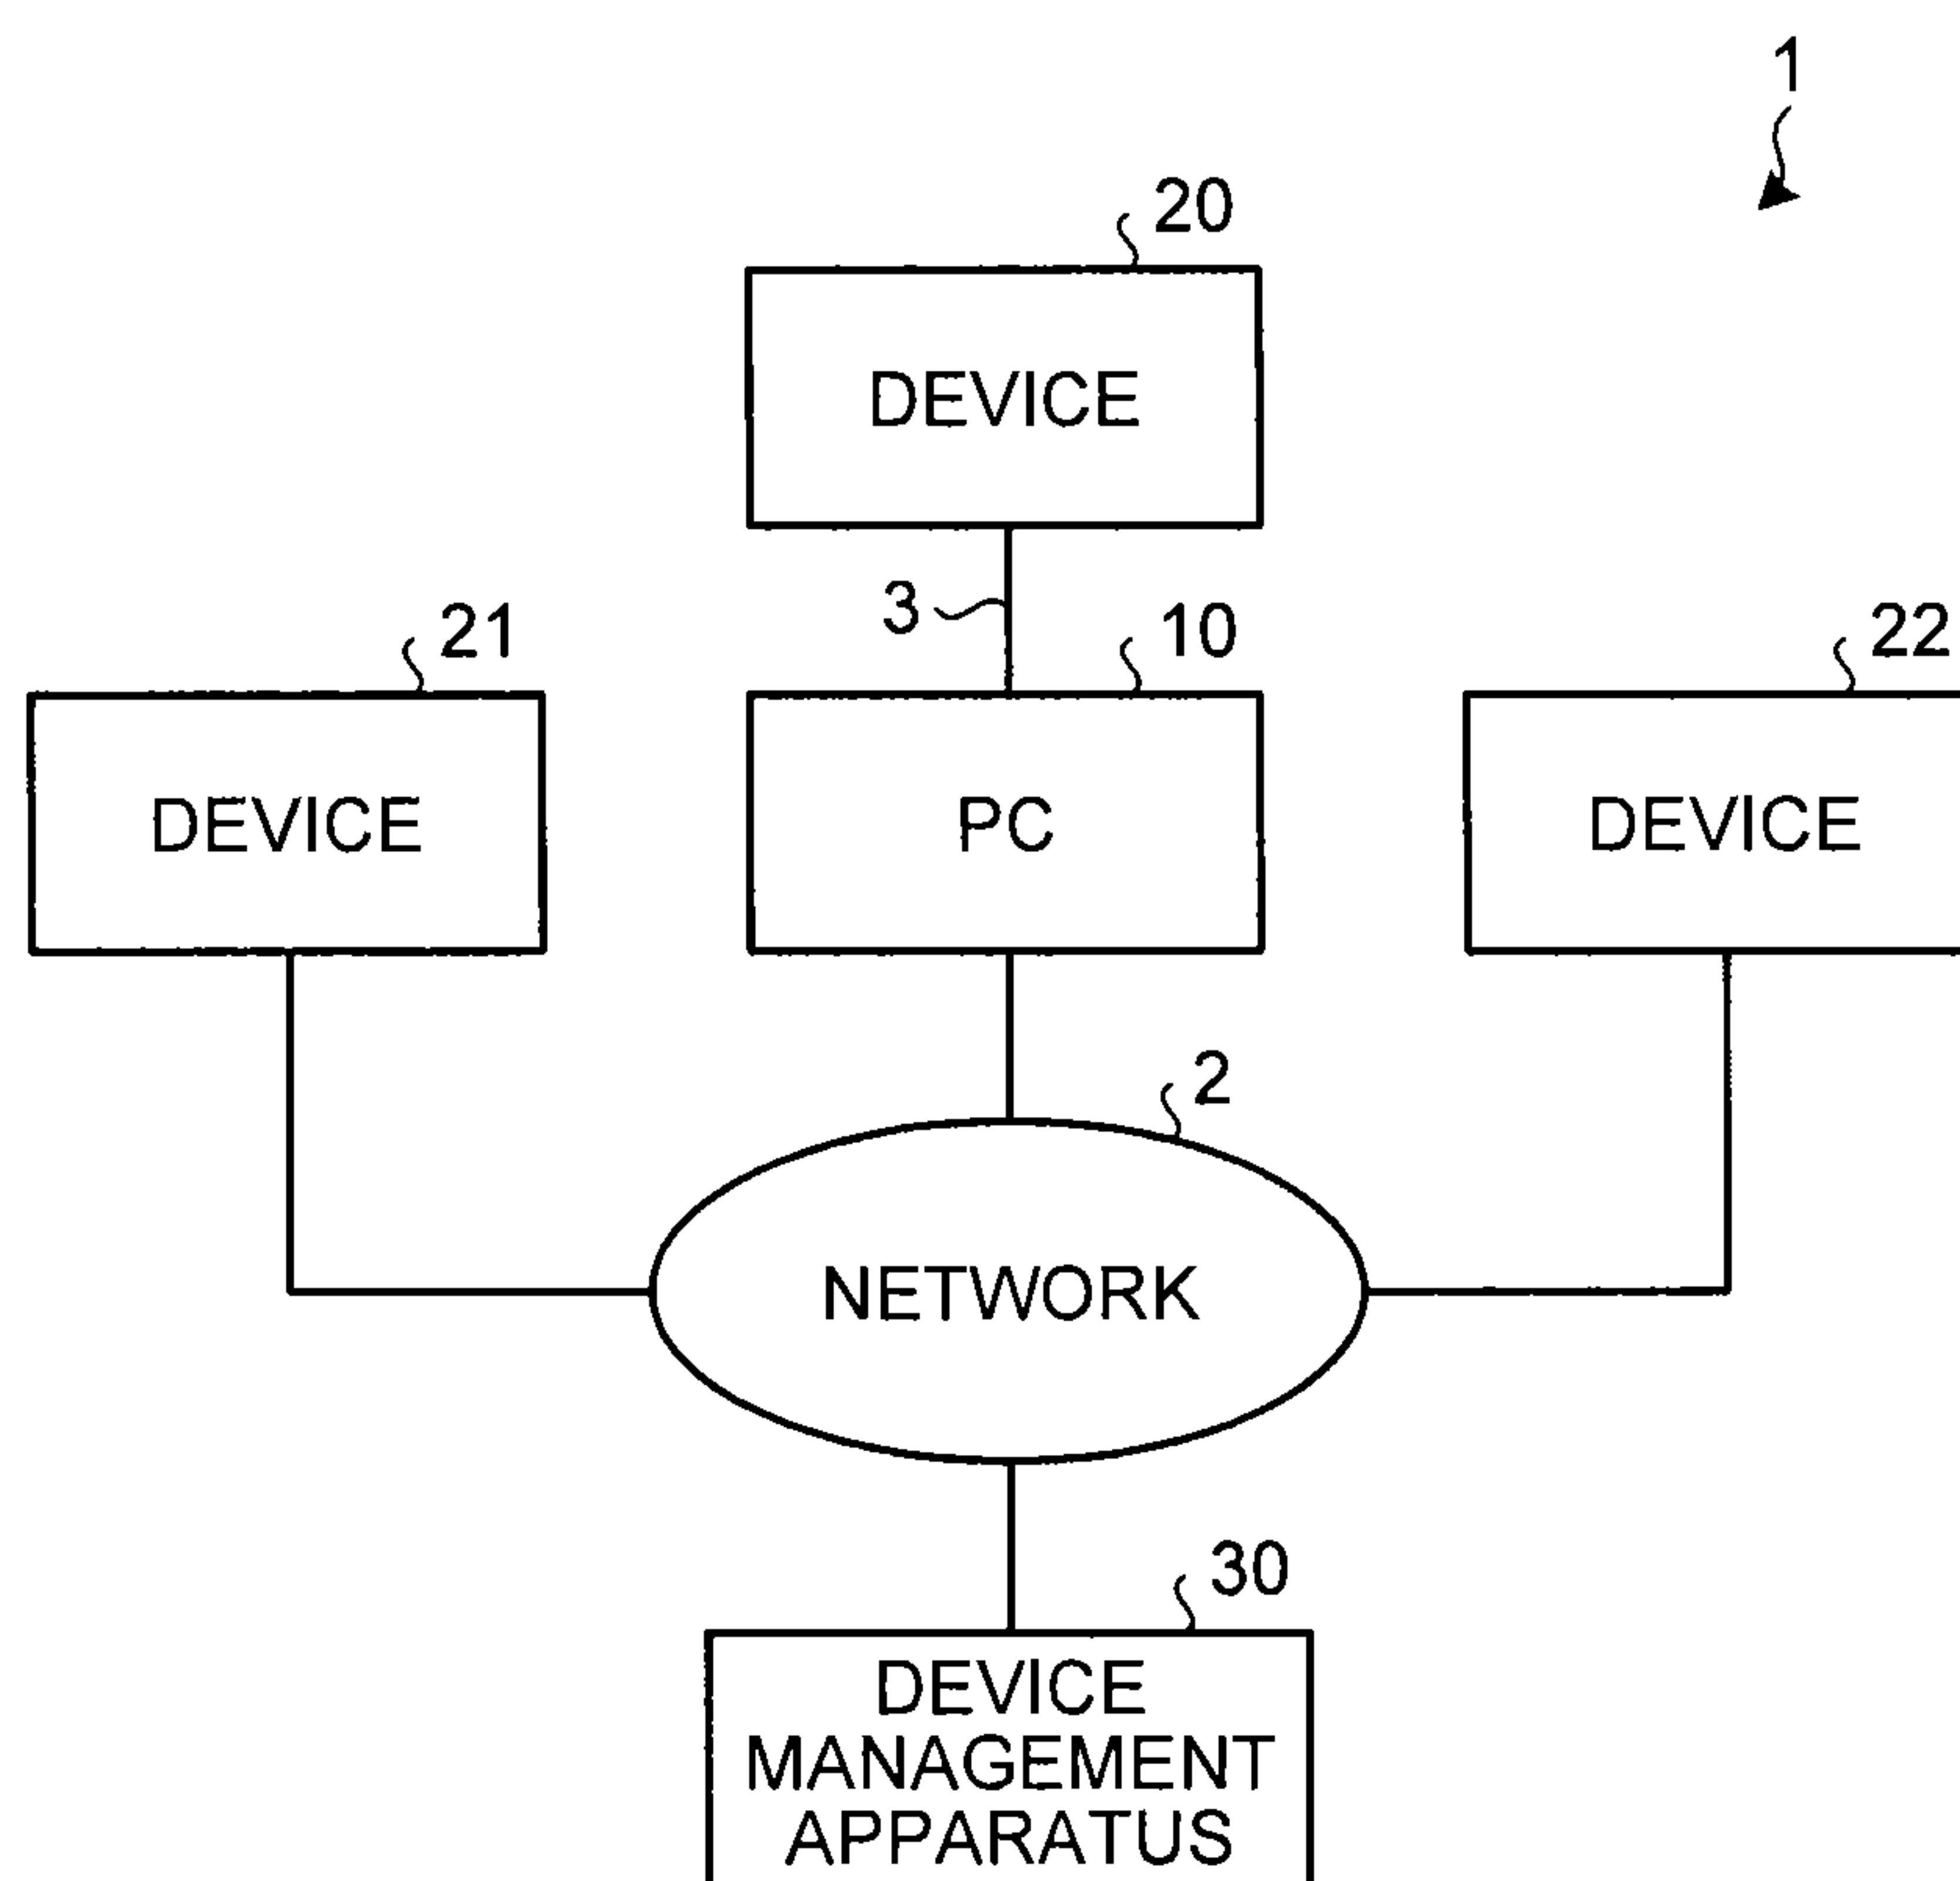 1
20
DEVICE
3
10
21
22
DEVICE
PC
DEVICE
2
NETWORK
30
DEVICE
MANAGEMENT
APPARATUS